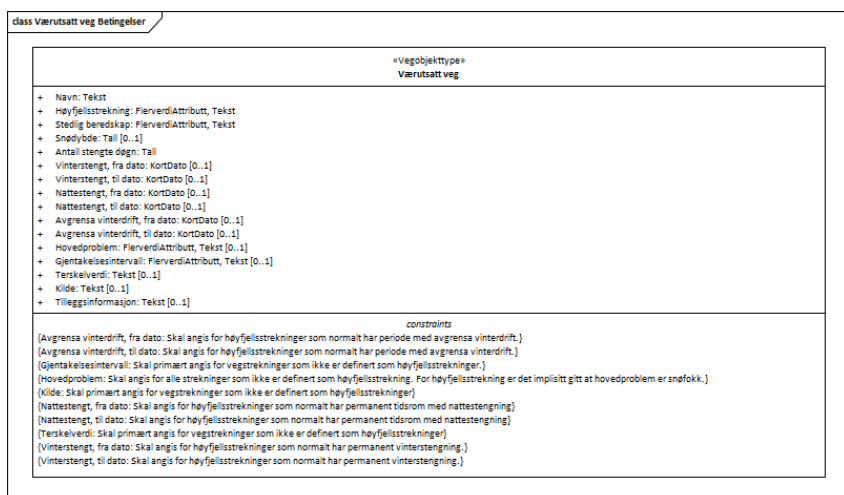 class Værutsatt veg Betingelser
«Vegobjekttype»
Værutsatt veg
+ Navn: Tekst
+ Høyfjellsstrekning: FlerverdiAttributt, Tekst
+ Stedlig beredskap: FlerverdiAttributt, Tekst
+ Snødybde: Tall [0..1]
+ Antall stengte døgn: Tall
+ Vinterstengt, fra dato: KortDato [0..1]
+ Vinterstengt, til dato: KortDato [0..1]
+ Nattestengt, fra dato: KortDato [0..1]
+ Nattestengt, til dato: KortDato [0..1]
+ Avgrensa vinterdrift, fra dato: KortDato [0..1]
+ Avgrensa vinterdrift, til dato: KortDato [0..1]
+ Hovedproblem: FlerverdiAttributt, Tekst [0..1]
+ Gjentakelsesintervall: FlerverdiAttributt, Tekst [0..1]
+ Terskelverdi: Tekst [0..1]
+ Kilde: Tekst [0..1]
+ Tilleggsinformasjon: Tekst [0..1]
constraints
{Avgrensa vinterdrift, fra dato: Skal angis for høyfjellsstrekninger som normalt har periode med avgrensa vinterdrift.}
{Avgrensa vinterdrift, til dato: Skal angis for høyfjellsstrekninger som normalt har periode med avgrensa vinterdrift.}
{Gjentakelsesintervall: Skal primært angis for vegstrekninger som ikke er definert som høyfjellsstrekninger.}
{Hovedproblem: Skal angis for alle strekninger som ikke er definert som høyfjellsstrekning. For høyfjellsstrekning er det implisitt gitt at hovedproblem er snøfokk.}
{Kilde: Skal primært angis for vegstrekninger som ikke er definert som høyfjellsstrekninger}
{Nattestengt, fra dato: Skal angis for høyfjellsstrekninger som normalt har permanent tidsrom med nattestengning}
{Nattestengt, til dato: Skal angis for høyfjellsstrekninger som normalt har permanent tidsrom med nattestengning}
{Terskelverdi: Skal primært angis for vegstrekninger som ikke er definert som høyfjellsstrekninger}
{Vinterstengt, fra dato: Skal angis for høyfjellsstrekninger som normalt har permanent vinterstengning.}
{Vinterstengt, til dato: Skal angis for høyfjellsstrekninger som normalt har permanent vinterstengning.}